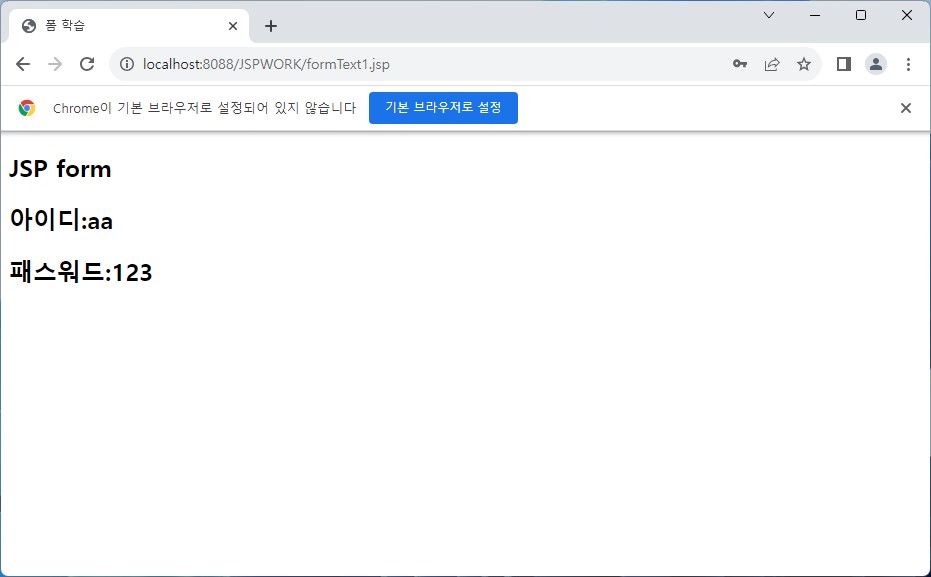 폼 학습
localhost:8088/JSPWORK/formText1.jsp
Chrome이 기본 브라우저로 설정되어 있지 않습니다 기본 브라우저로 설정
JSP form
아이디:aa
패스워드:123